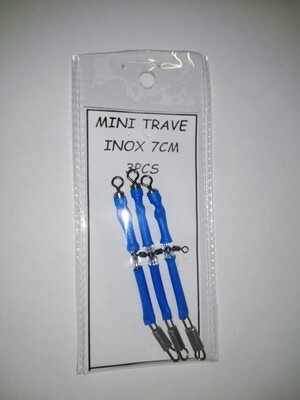 MINI TRAVE
INOX 7CM
3PCS